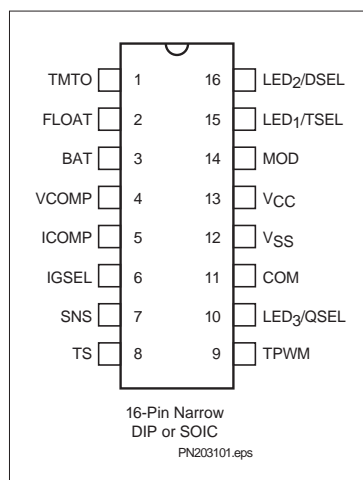 TMTO 1 16 LED2/DSEL
FLOAT 2 15 LED1/TSEL
BAT 3 14 MOD
VCOMP 4 13 VCC
ICOMP 5 12 VSS
IGSEL 6 11 COM
SNS 7 10 LED3/QSEL
TS 8 9 TPWM
16-Pin Narrow
DIP or SOIC
PN203101.eps